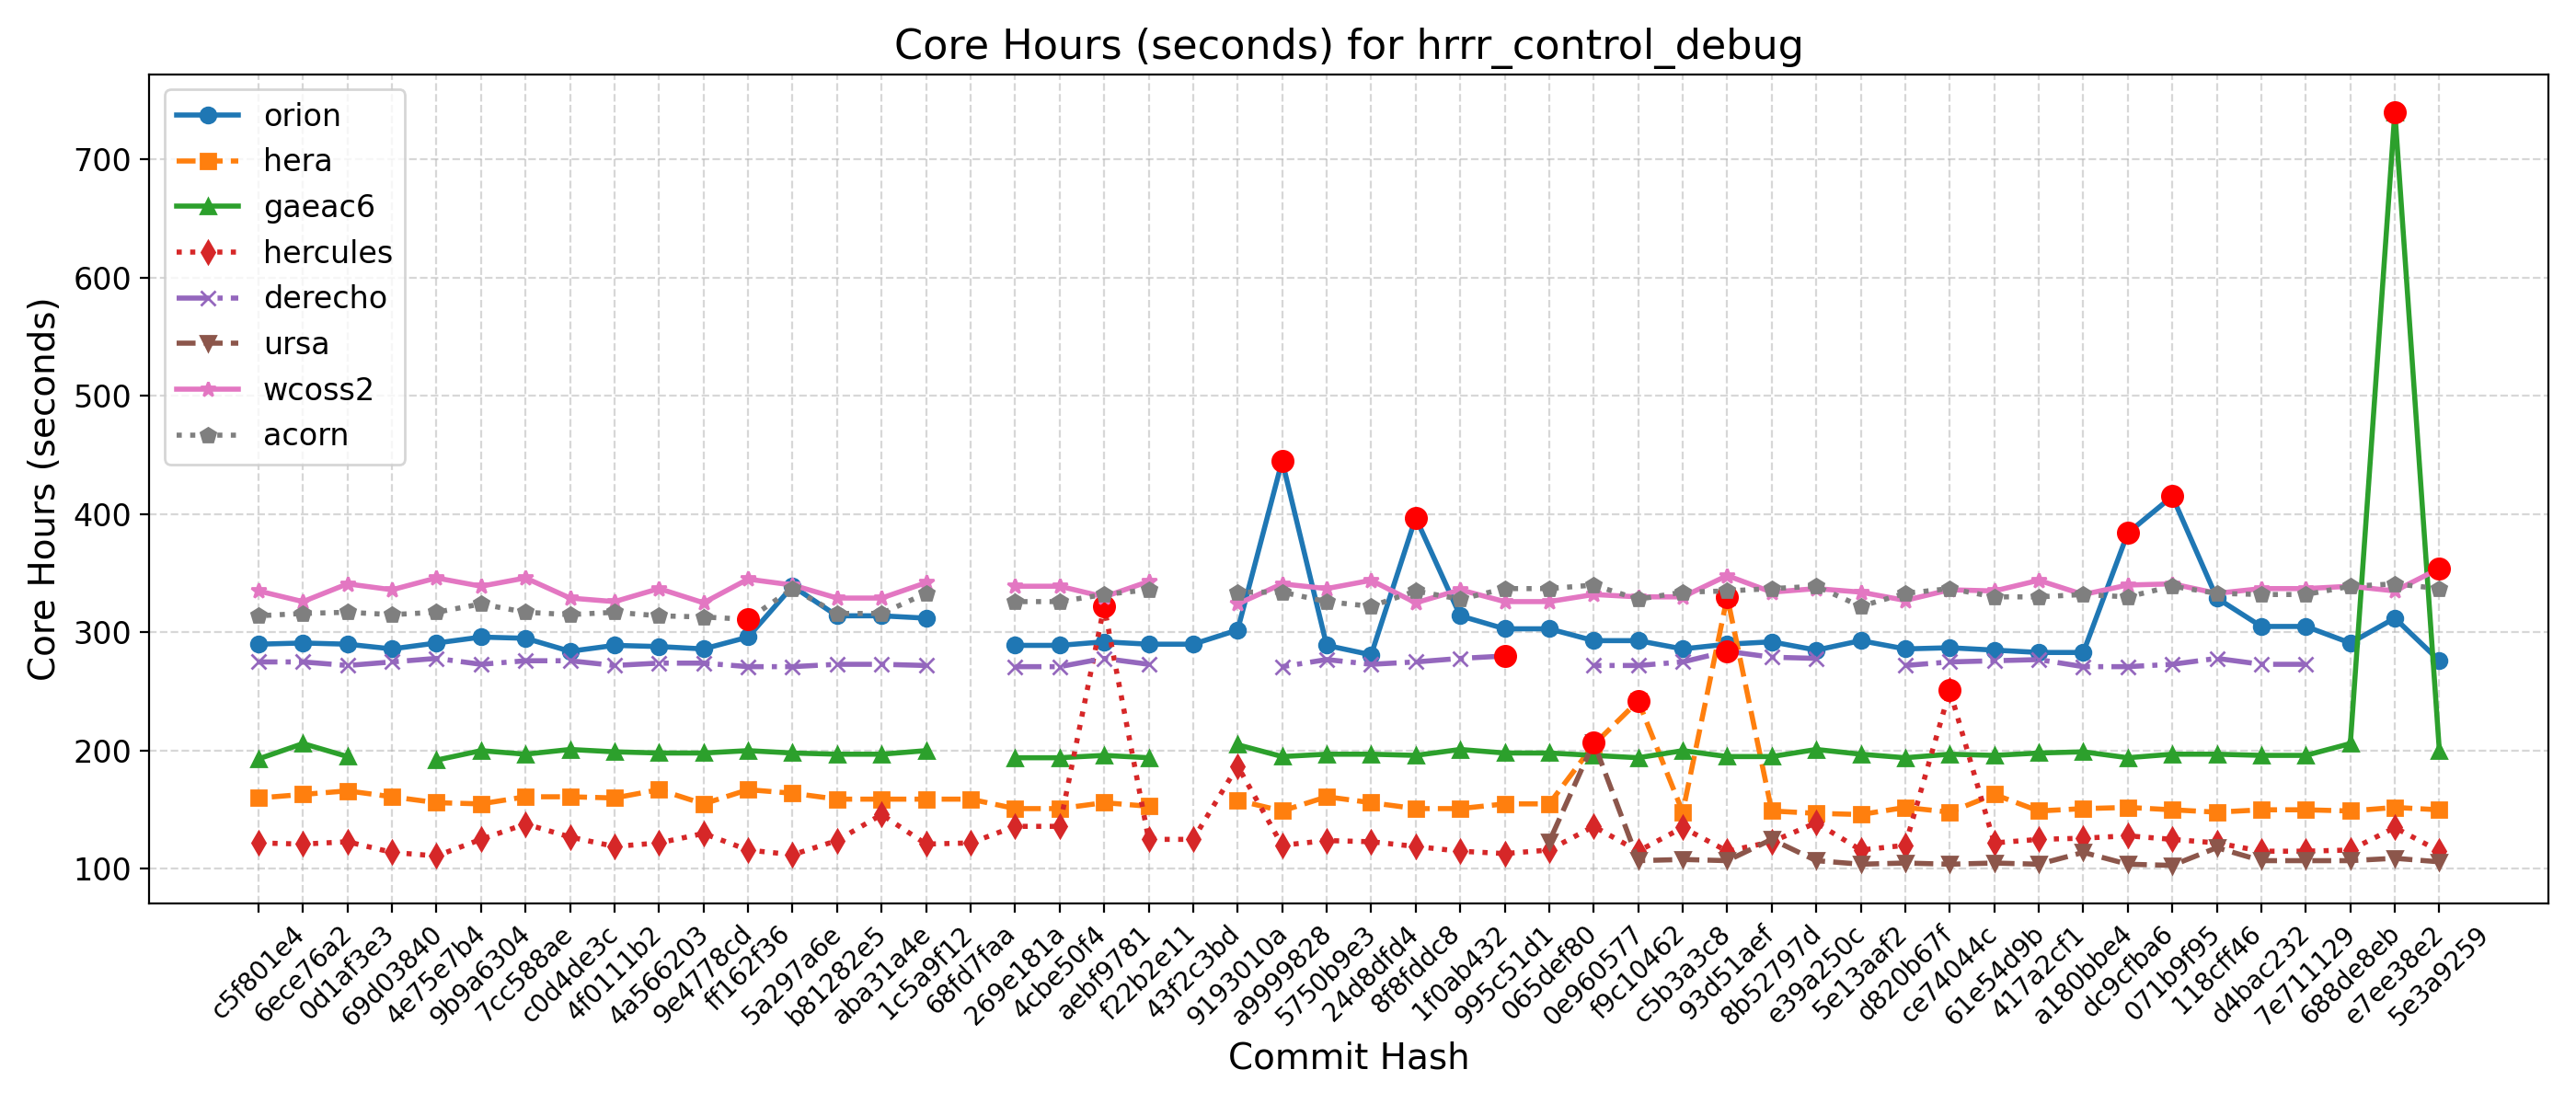 Core Hours (seconds) for hrrr_control_debug
Core Hours (seconds)
700
600
500
400
300
200
100
orion
hera
gaeac6
hercules
derecho
ursa
wcoss2
acorn
c5f801e4
6ece76a2
0d1af3e3
69d03840
4e75e7b4
9b9a6304
7cc588ae
c0d4de3c
4f0111b2
4a566203
9e4778cd
ff162f36
5a297a6e
b81282e5
aba31a4e
1c5a9f12
68fd7faa
269e181a
4cbe50f4
aebf9781
f22b2e11
43f2c3bd
9193010a
a9999828
5750b9e3
24d8dfd4
8f8fddc8
1f0ab432
995c51d1
065def80
0e960577
f9c10462
c5b3a3c8
93d51aef
8b52797d
e39a250c
5e13aaf2
d820b67f
ce74044c
61e54d9b
417a2cf1
a180bbe4
dc9cfba6
071b9f95
118cff46
d4bac232
7e711129
688de8eb
e7ee38e2
5e3a9259
Commit Hash